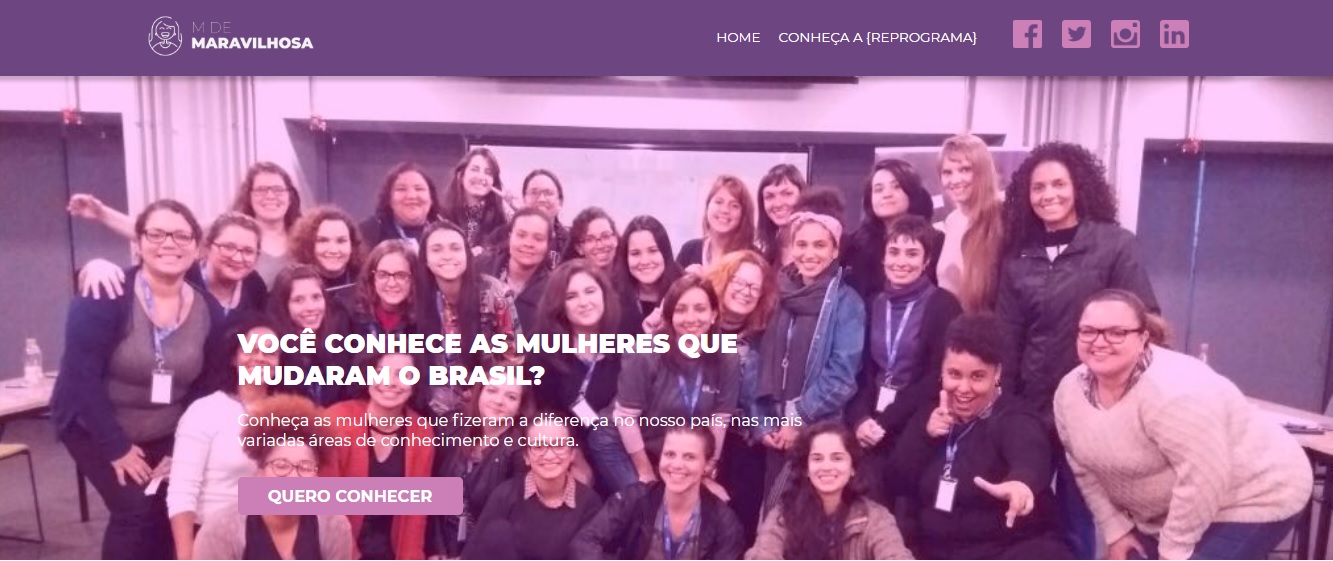 M DE
MARAVILHOSA
HOME CONHEÇA A {REPROGRAMA}
VOCÊ CONHECE AS MULHERES QUE
MUDARAM O BRASIL?
Conheça as mulheres que fizeram a diferença no nosso país, nas mais
variadas áreas de conhecimento e cultura.
QUERO CONHECER